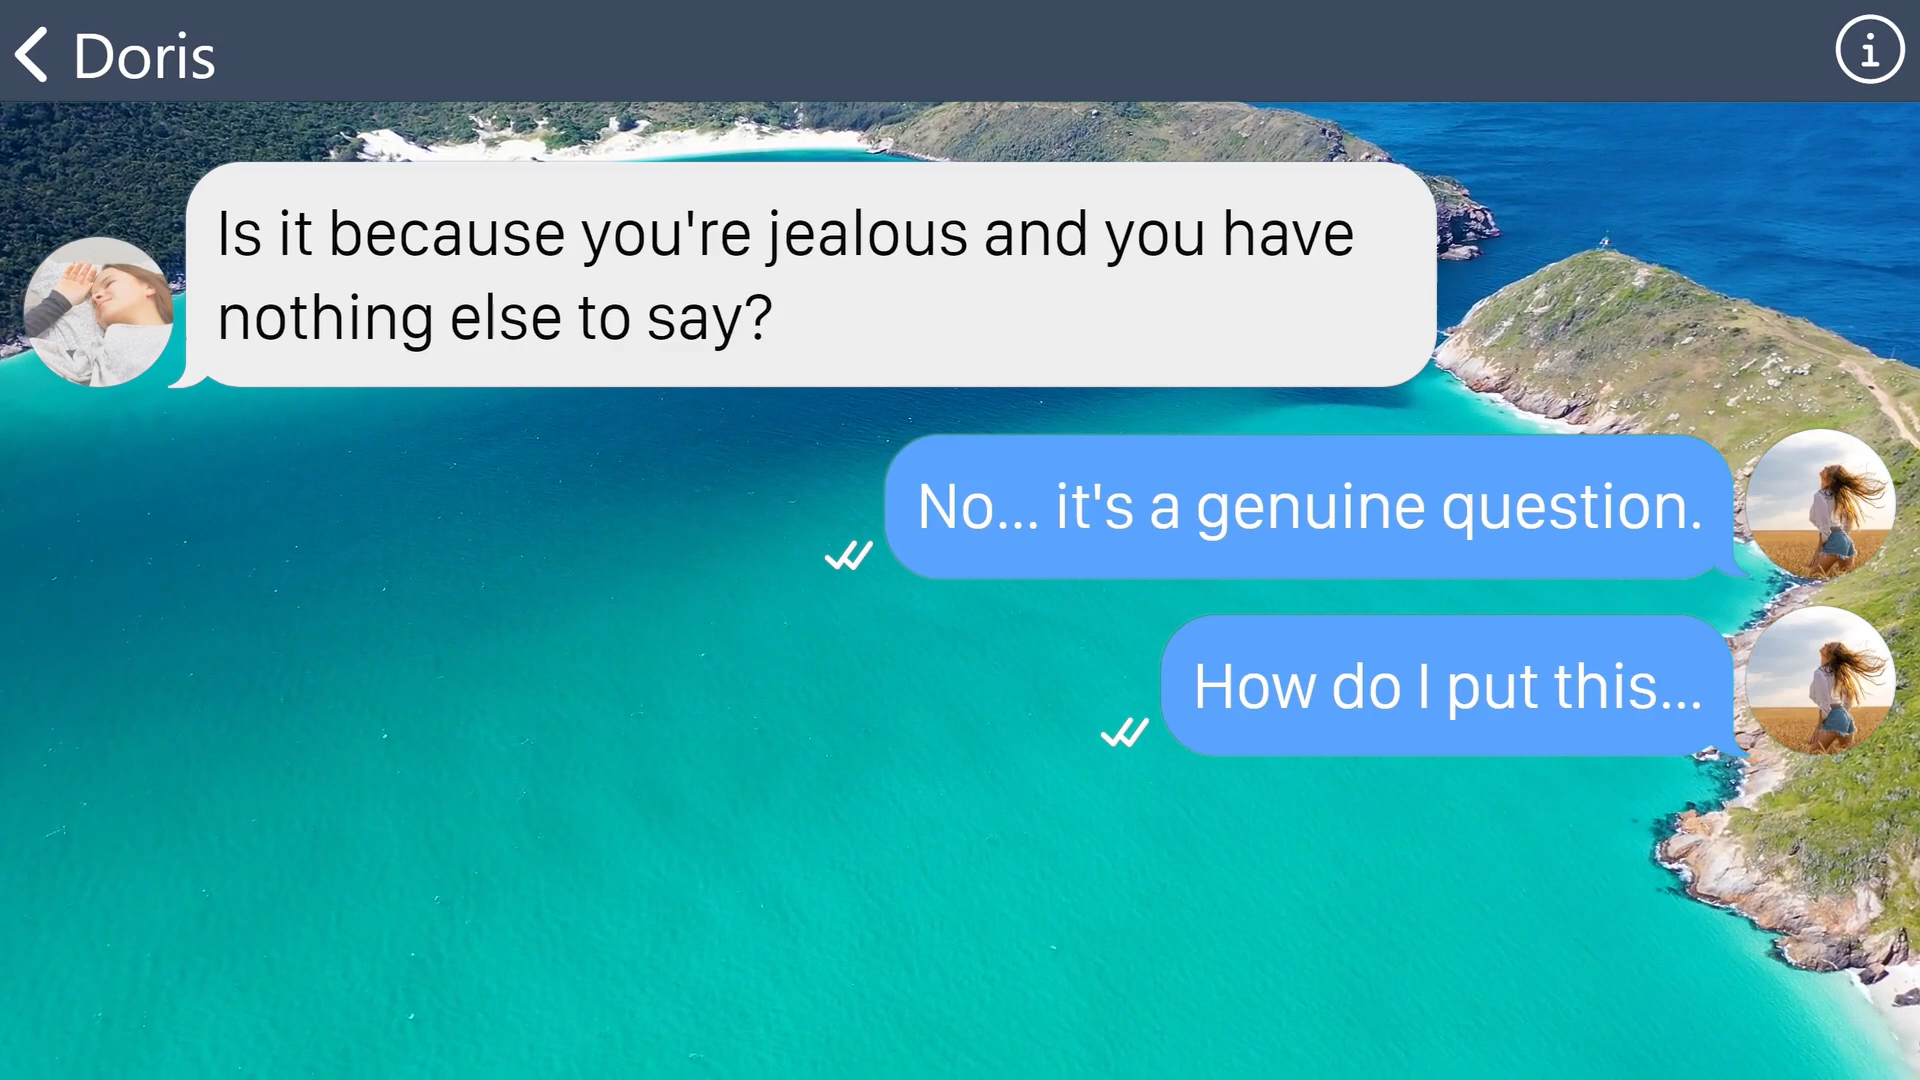 Doris
Is it because you're jealous and you have
nothing else to say?
No... it's a genuine question.
How do I put this...